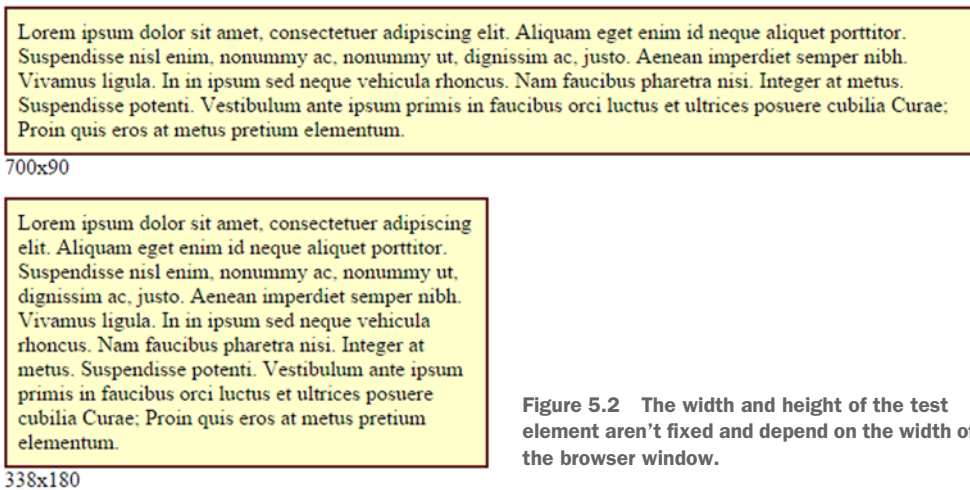 Lorem ipsum dolor sit amet, consectetuer adipiscing elit. Aliquam eget enim id neque aliquet porttitor.
Suspendisse nisl enim, nonummy ac, nonummy ut, dignissim ac, justo. Aenean imperdiet semper nibh.
Vivamus ligula. In in ipsum sed neque vehicula rhoncus. Nam faucibus pharetra nisi. Integer at metus.
Suspendisse potenti. Vestibulum ante ipsum primis in faucibus orci luctus et ultrices posuere cubilia Curae;
Proin quis eros at metus pretium elementum.
700x90
Lorem ipsum dolor sit amet, consectetuer adipiscing
elit. Aliquam eget enim id neque aliquet porttitor.
Suspendisse nisl enim, nonummy ac, nonummy ut,
dignissim ac, justo. Aenean imperdiet semper nibh.
Vivamus ligula. In in ipsum sed neque vehicula
rhoncus. Nam faucibus pharetra nisi. Integer at
metus. Suspendisse potenti. Vestibulum ante ipsum
primis in faucibus orci luctus et ultrices posuere
cubilia Curae; Proin quis eros at metus pretium
elementum.
338x180
Figure 5.2 The width and height of the test
element aren't fixed and depend on the width of
the browser window.